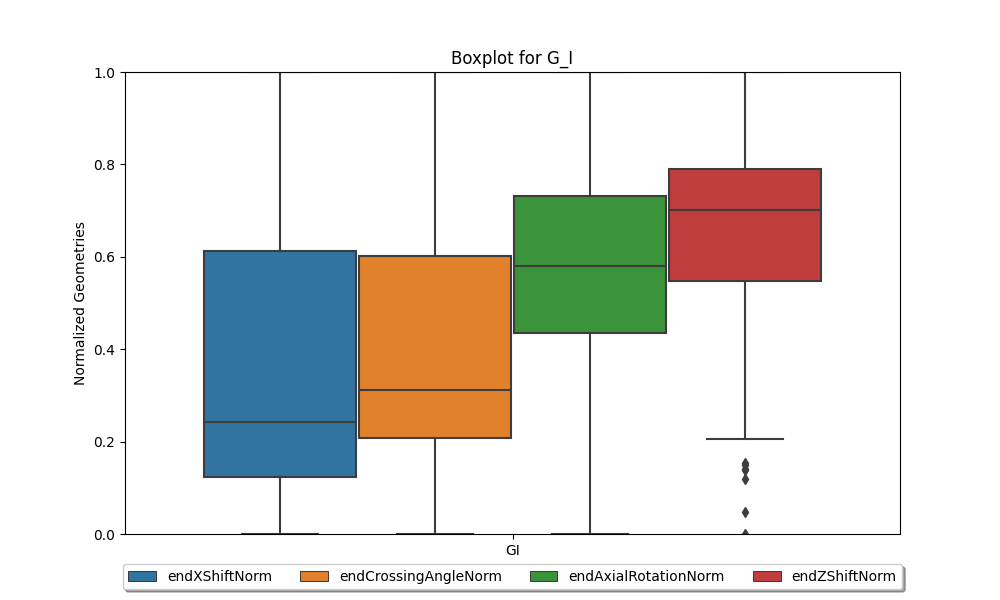 Boxplot for G_I
1.0
0.8
0.6
0.4
0.2
0.0
Normalized Geometries
GI
endXShiftNorm endCrossingAngleNorm endAxialRotationNorm endZShiftNorm